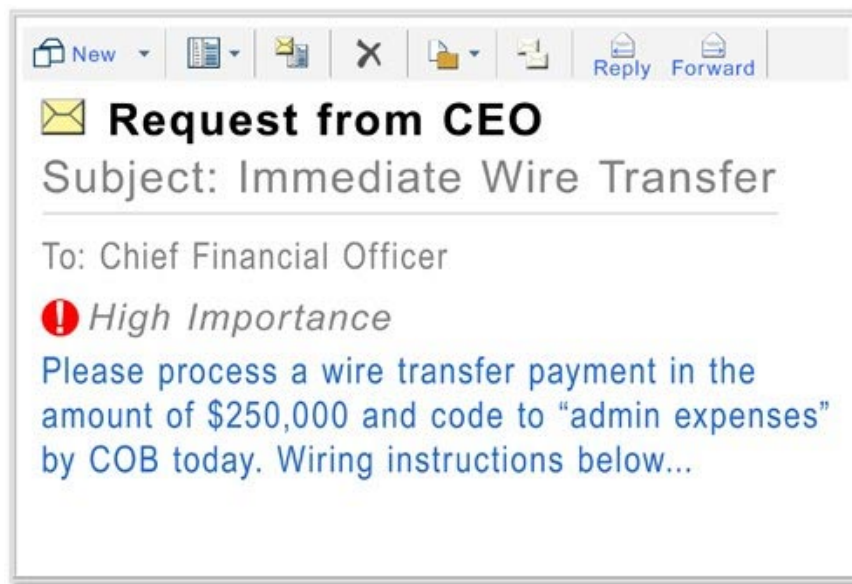 New
Reply Forward
Request from CEO
Subject: Immediate Wire Transfer
To: Chief Financial Officer
! High Importance
Please process a wire transfer payment in the
amount of $250,000 and code to “admin expenses”
by COB today. Wiring instructions below...